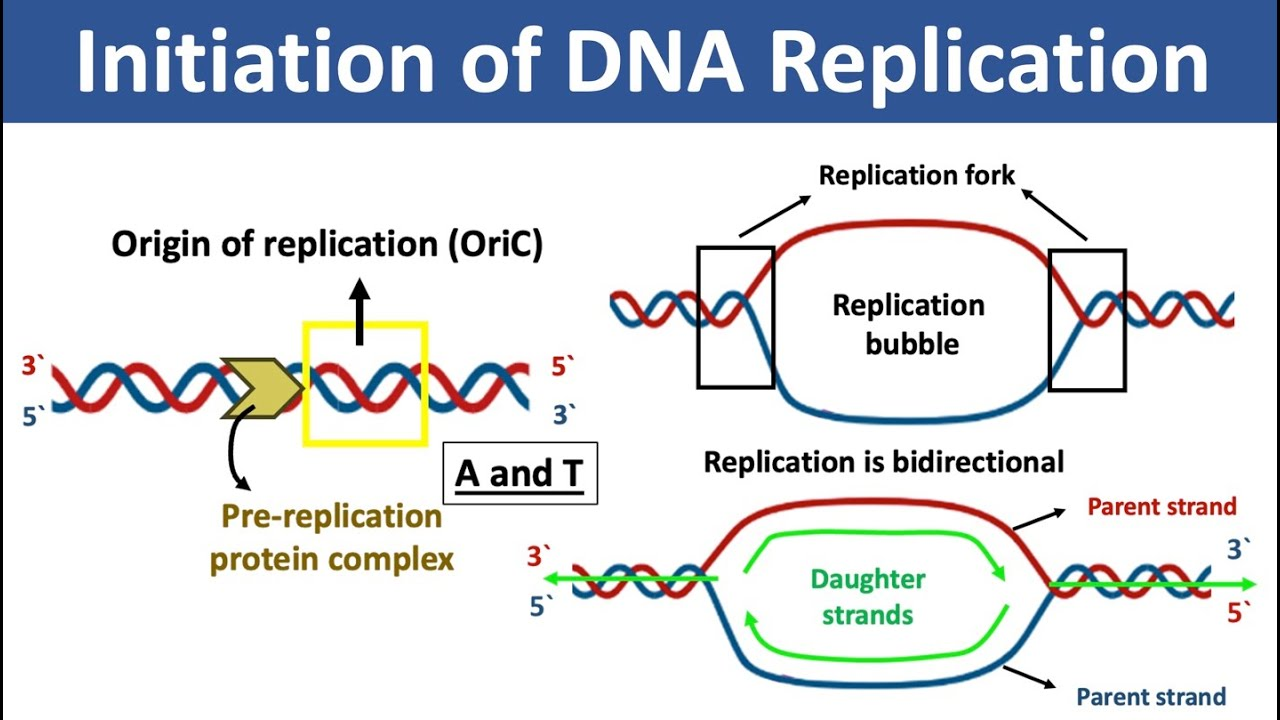 Initiation of DNA Replication
Origin of replication (OriC)
3`
5`
5`
3`
A and T
Pre-replication
protein complex
Replication fork
Replication
bubble
Replication is bidirectional
Parent strand
3`
5`
3`
5`
Daughter
strands
Parent strand